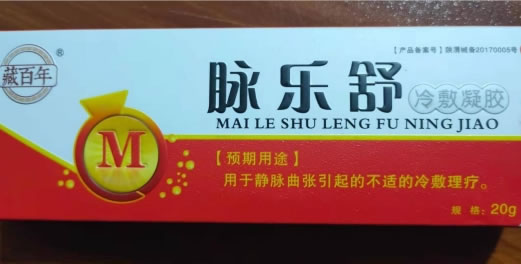 【产品备案号】陕渭械备20170005号
藏百年®
脉乐舒 冷敷凝胶
MAI LE SHU LENG FU NING JIAO
M
【预期用途】
用于静脉曲张引起的不适的冷敷理疗。
规 格：20g